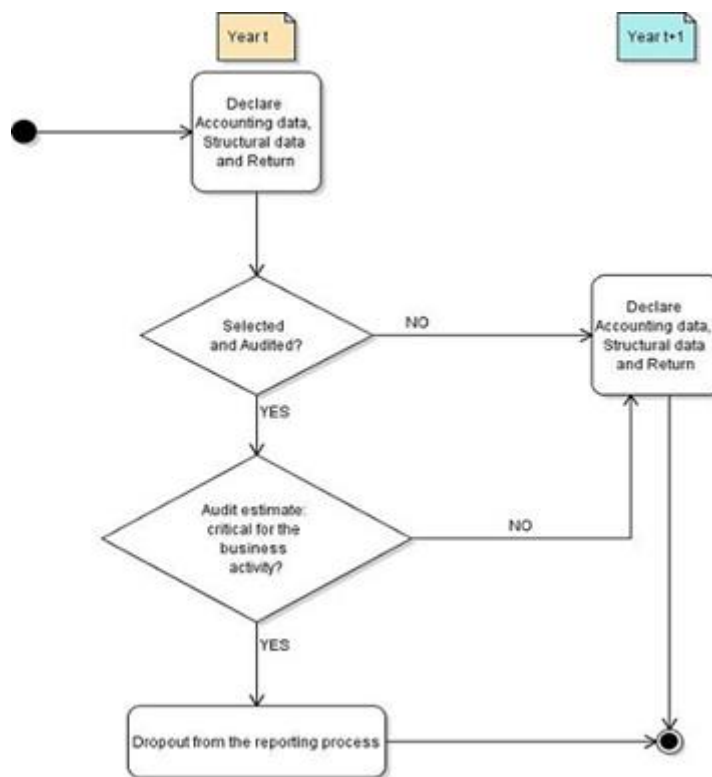 Year t
Year t+1
Declare
Accounting data,
Structural data
and Return
Selected
and Audited?
NO
Declare
Accounting data,
Structural data
and Return
YES
Audit estimate:
critical for the
business
activity?
NO
YES
Dropout from the reporting process